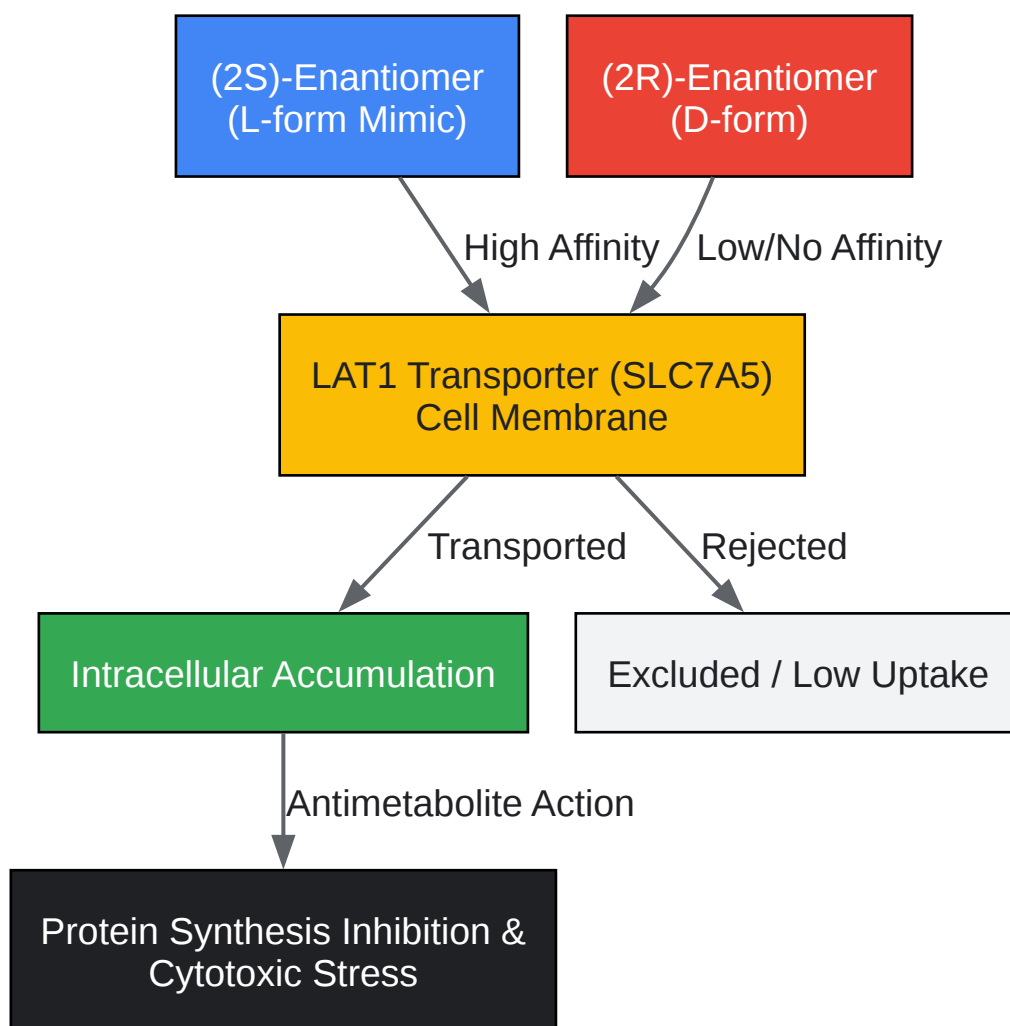 (2S)-Enantiomer
(L-form Mimic)
(2R)-Enantiomer
(D-form)
High Affinity
Low/No Affinity
LAT1 Transporter (SLC7A5)
Cell Membrane
Transported
Rejected
Intracellular Accumulation
Excluded / Low Uptake
Antimetabolite Action
Protein Synthesis Inhibition &
Cytotoxic Stress